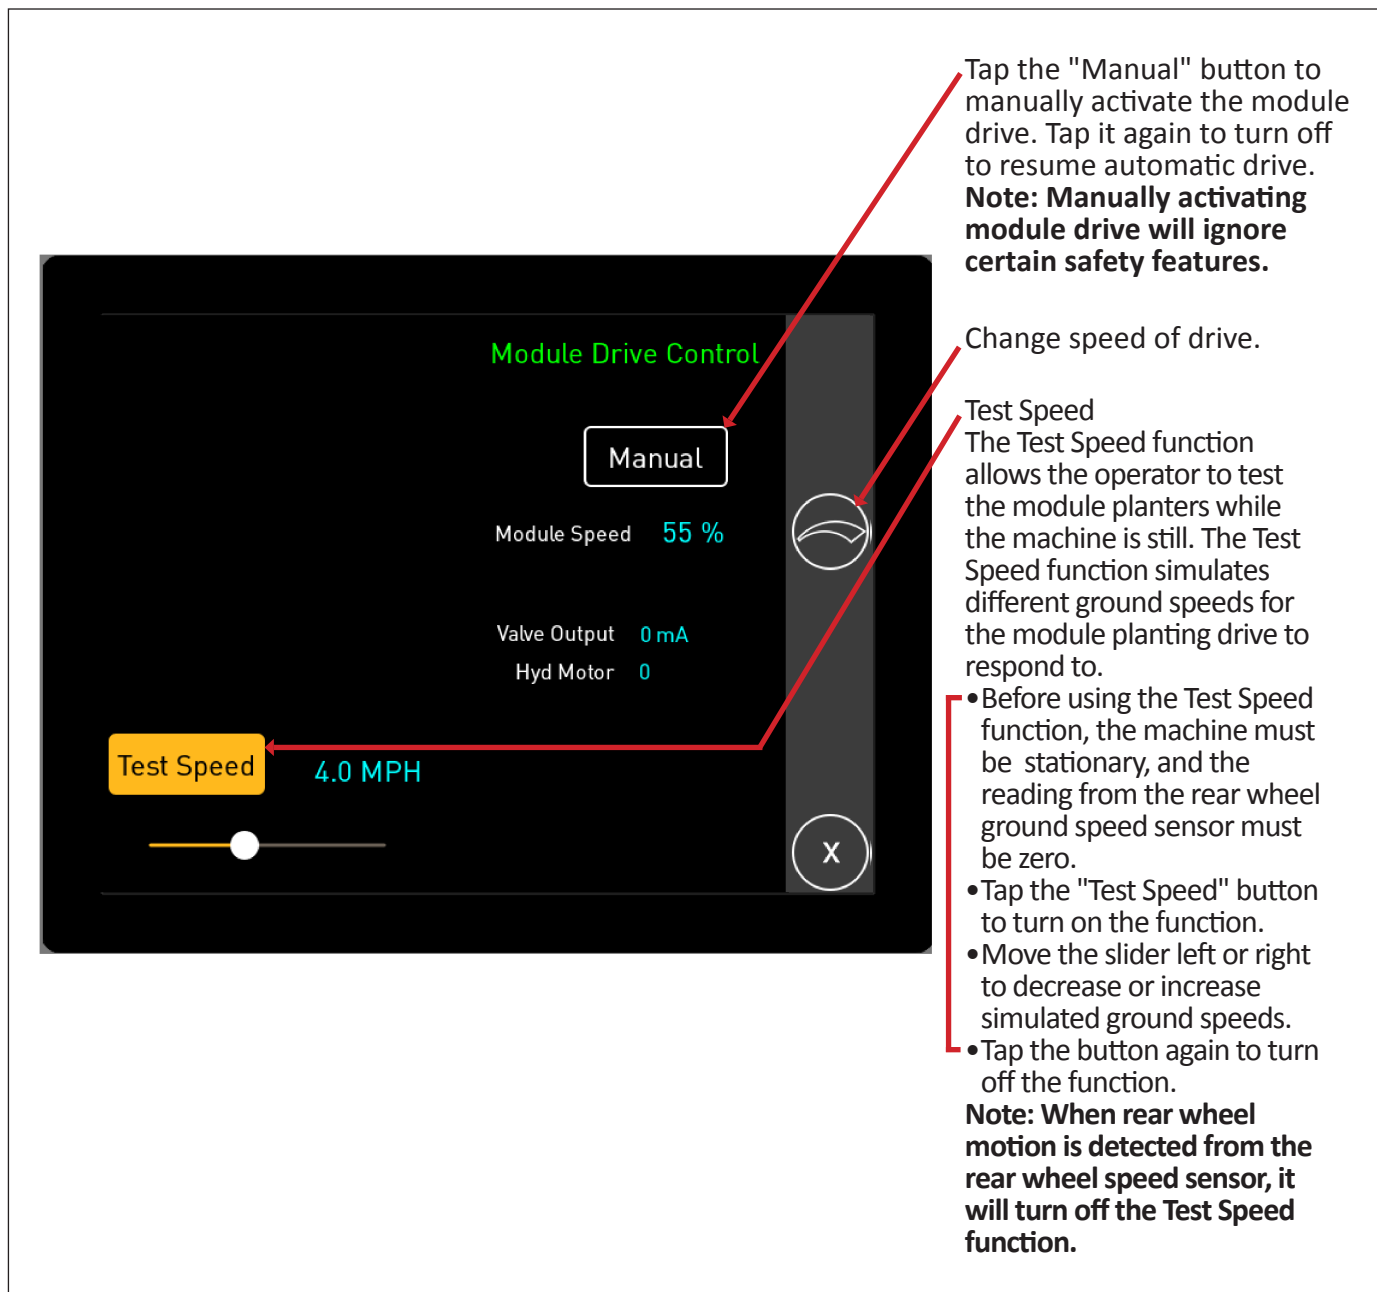 Tap the "Manual" button to
manually activate the module
drive. Tap it again to turn off
to resume automatic drive.
Note: Manually activating
module drive will ignore
certain safety features.
Change speed of drive.
Test Speed
The Test Speed function
allows the operator to test
the module planters while
the machine is still. The Test
Speed function simulates
different ground speeds for
the module planting drive to
respond to.
•Before using the Test Speed
function, the machine must
be stationary, and the
reading from the rear wheel
ground speed sensor must
be zero.
•Tap the "Test Speed" button
to turn on the function.
•Move the slider left or right
to decrease or increase
simulated ground speeds.
•Tap the button again to turn
off the function.
Note: When rear wheel
motion is detected from the
rear wheel speed sensor, it
will turn off the Test Speed
function.
Module Drive Control
Manual
Module Speed 55 %
Valve Output 0 mA
Hyd Motor 0
Test Speed 4.0 MPH
X